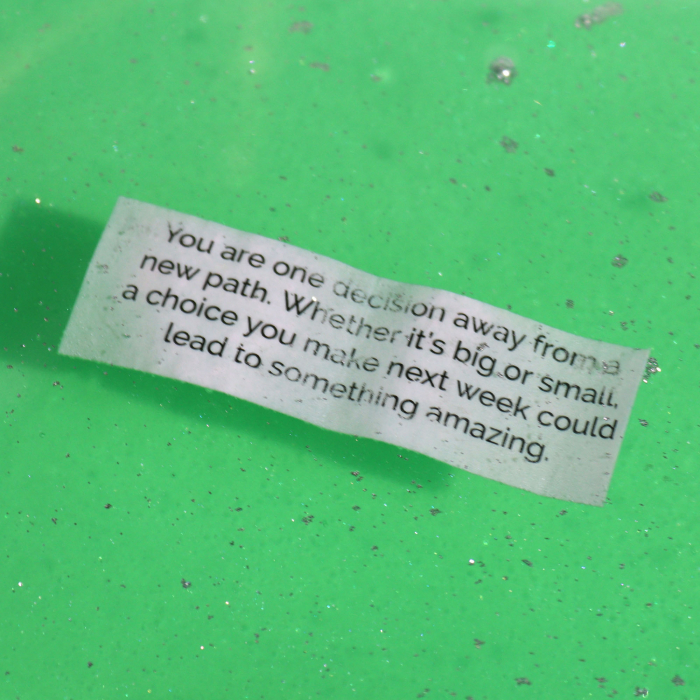 You are one decision away from a
new path. Whether it's big or small,
a choice you make next week could
lead to something amazing.